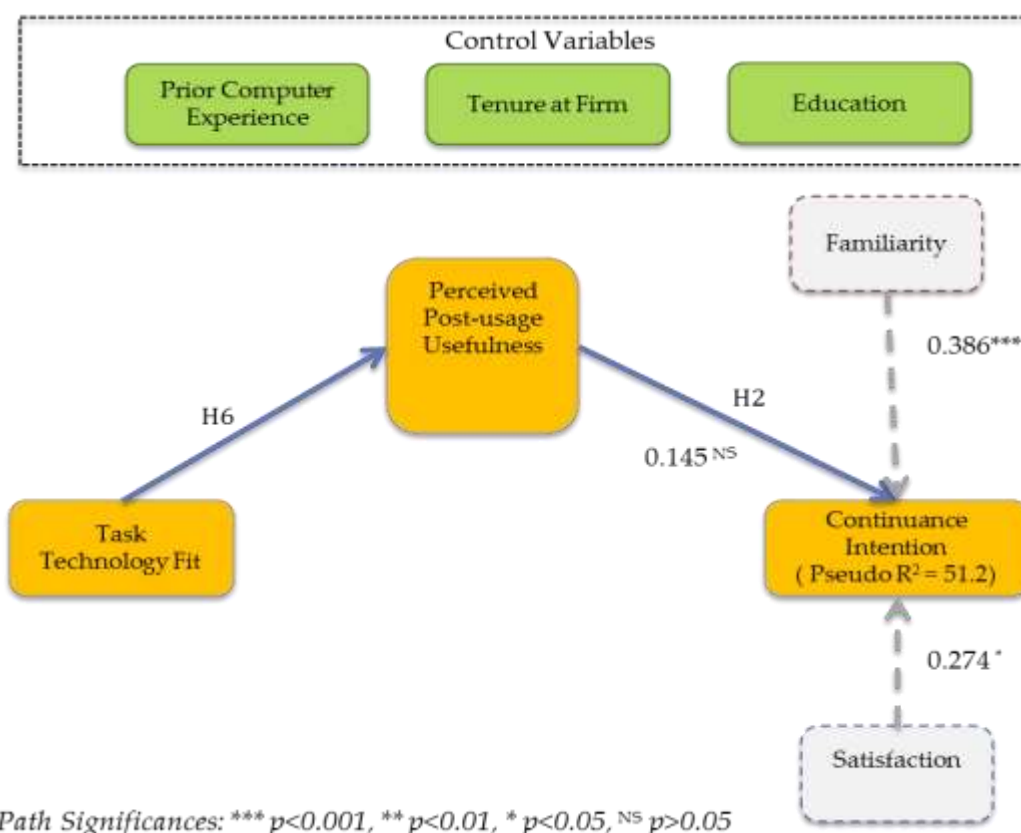 Control Variables
Prior Computer
Experience
Tenure at Firm
Education
Familiarity
Perceived
Post-usage
Usefulness
0.386***
H6
H2
0.145 NS
Task
Technology Fit
Continuance
Intention
( Pseudo R² = 51.2)
0.274 *
Satisfaction
Path Significances: *** p<0.001, ** p<0.01, * p<0.05, NS p>0.05